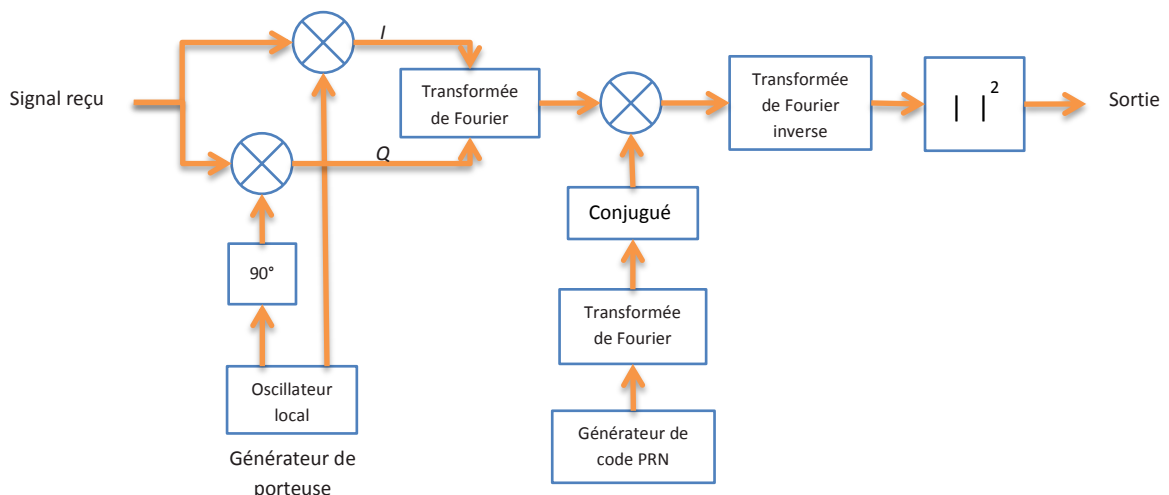 Signal reçu
I
Q
Transformée
de Fourier
Transformée
de Fourier
inverse
| |²
Sortie
Conjugué
90°
Transformée
de Fourier
Oscillateur
local
Générateur de
code PRN
Générateur de
porteuse